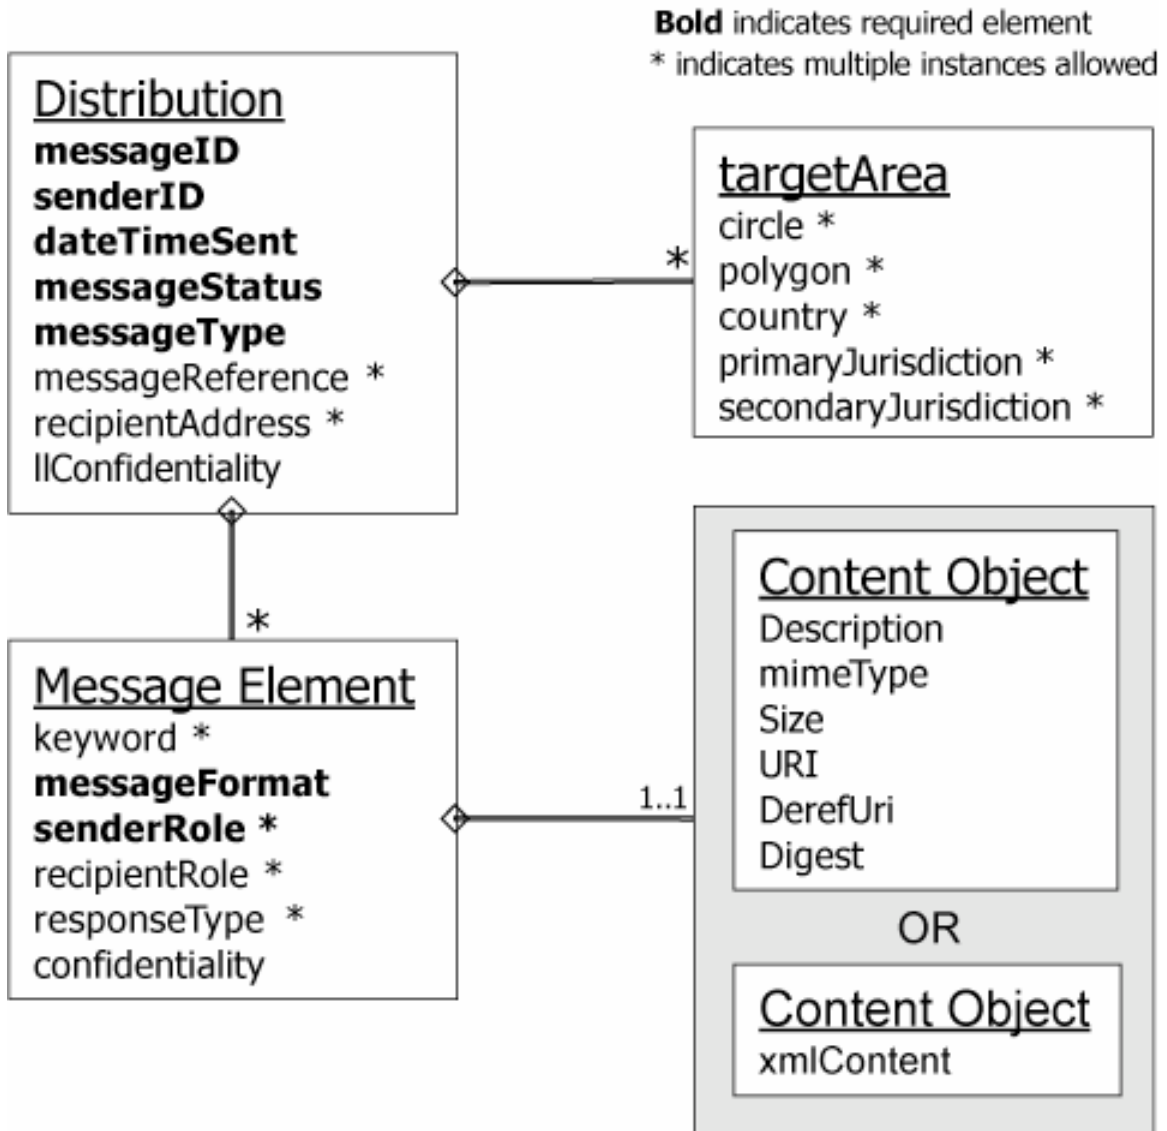 Bold indicates required element
* indicates multiple instances allowed
Distribution
messageID
senderID
dateTimeSent
messageStatus
messageType
messageReference *
recipientAddress *
llConfidentiality
*
targetArea
circle *
polygon *
country *
primaryJurisdiction *
secondaryJurisdiction *
*
Message Element
keyword *
messageFormat
senderRole *
recipientRole *
responseType *
confidentiality
1..1
Content Object
Description
mimeType
Size
URI
DerefUri
Digest
OR
Content Object
xmlContent